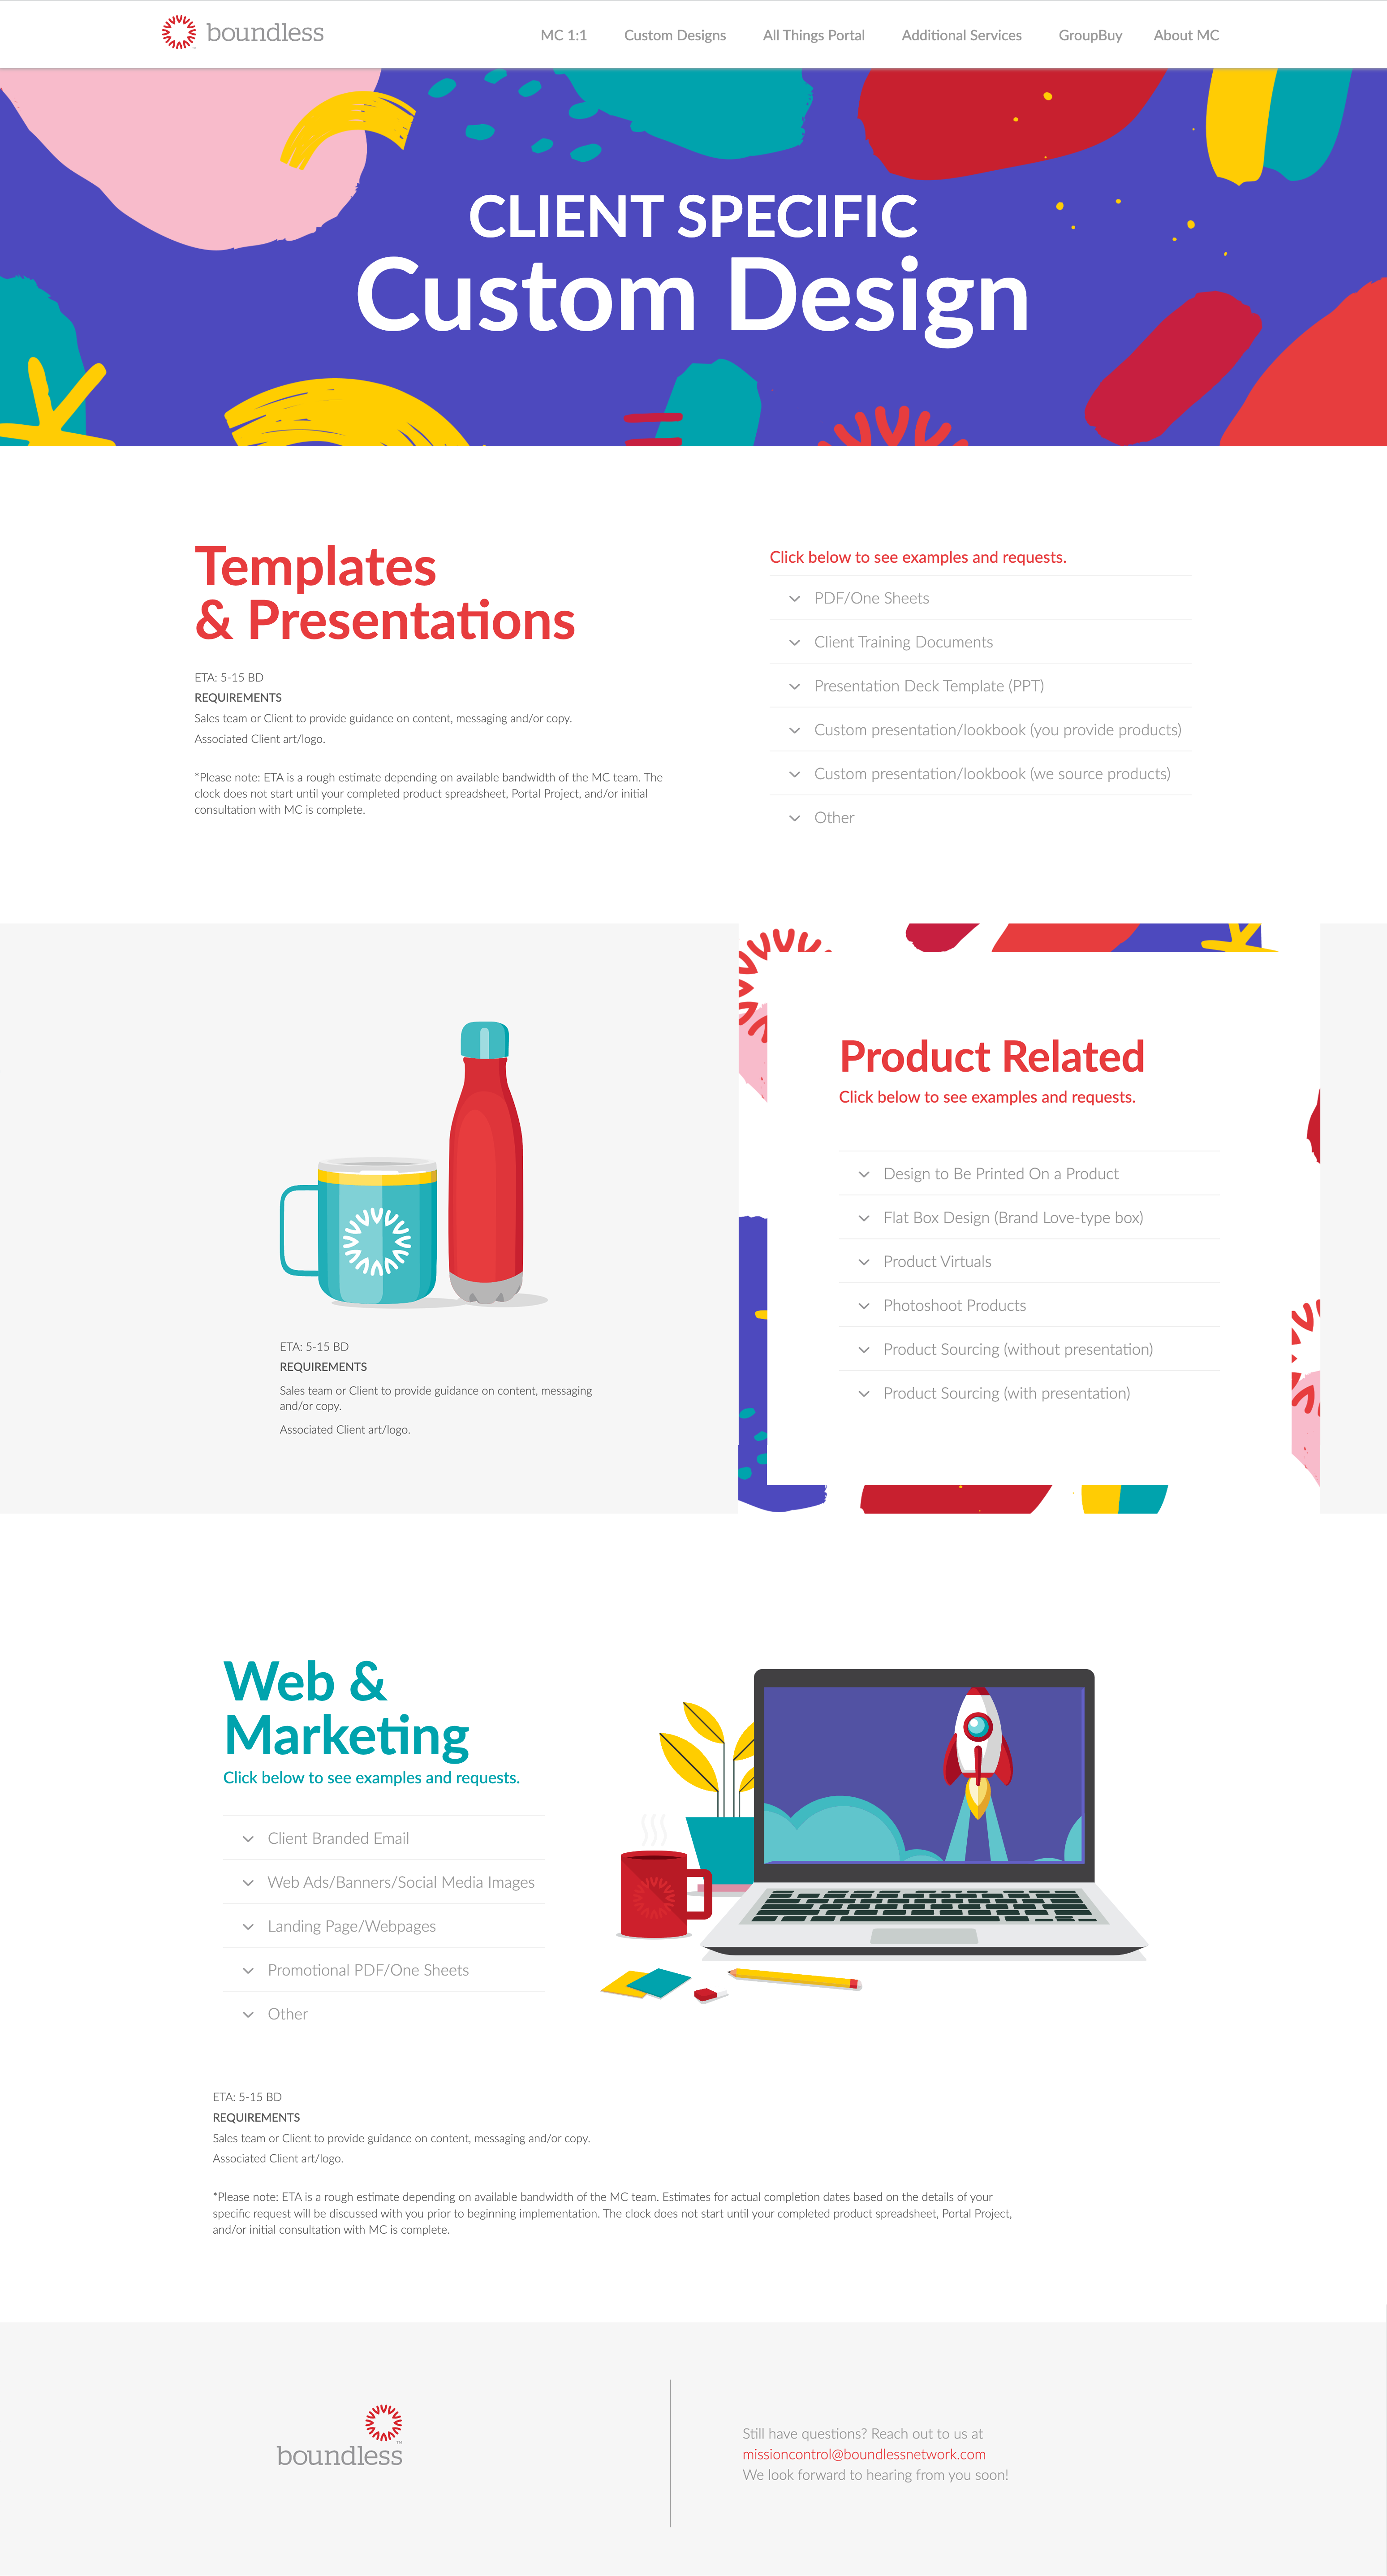 boundless
MC 1:1 Custom Designs All Things Portal Additional Services GroupBuy About MC
CLIENT SPECIFIC
Custom Design
Templates
& Presentations
ETA: 5-15 BD
REQUIREMENTS
Sales team or Client to provide guidance on content, messaging and/or copy.
Associated Client art/logo.
*Please note: ETA is a rough estimate depending on available bandwidth of the MC team. The
clock does not start until your completed product spreadsheet, Portal Project, and/or initial
consultation with MC is complete.
Click below to see examples and requests.
PDF/One Sheets
Client Training Documents
Presentation Deck Template (PPT)
Custom presentation/lookbook (you provide products)
Custom presentation/lookbook (we source products)
Other
ETA: 5-15 BD
REQUIREMENTS
Sales team or Client to provide guidance on content, messaging
and/or copy.
Associated Client art/logo.
Product Related
Click below to see examples and requests.
Design to Be Printed On a Product
Flat Box Design (Brand Love-type box)
Product Virtuals
Photoshoot Products
Product Sourcing (without presentation)
Product Sourcing (with presentation)
Web &
Marketing
Click below to see examples and requests.
Client Branded Email
Web Ads/Banners/Social Media Images
Landing Page/Webpages
Promotional PDF/One Sheets
Other
ETA: 5-15 BD
REQUIREMENTS
Sales team or Client to provide guidance on content, messaging and/or copy.
Associated Client art/logo.
*Please note: ETA is a rough estimate depending on available bandwidth of the MC team. Estimates for actual completion dates based on the details of your
specific request will be discussed with you prior to beginning implementation. The clock does not start until your completed product spreadsheet, Portal Project,
and/or initial consultation with MC is complete.
TM
boundless
Still have questions? Reach out to us at
missioncontrol@boundlessnetwork.com
We look forward to hearing from you soon!